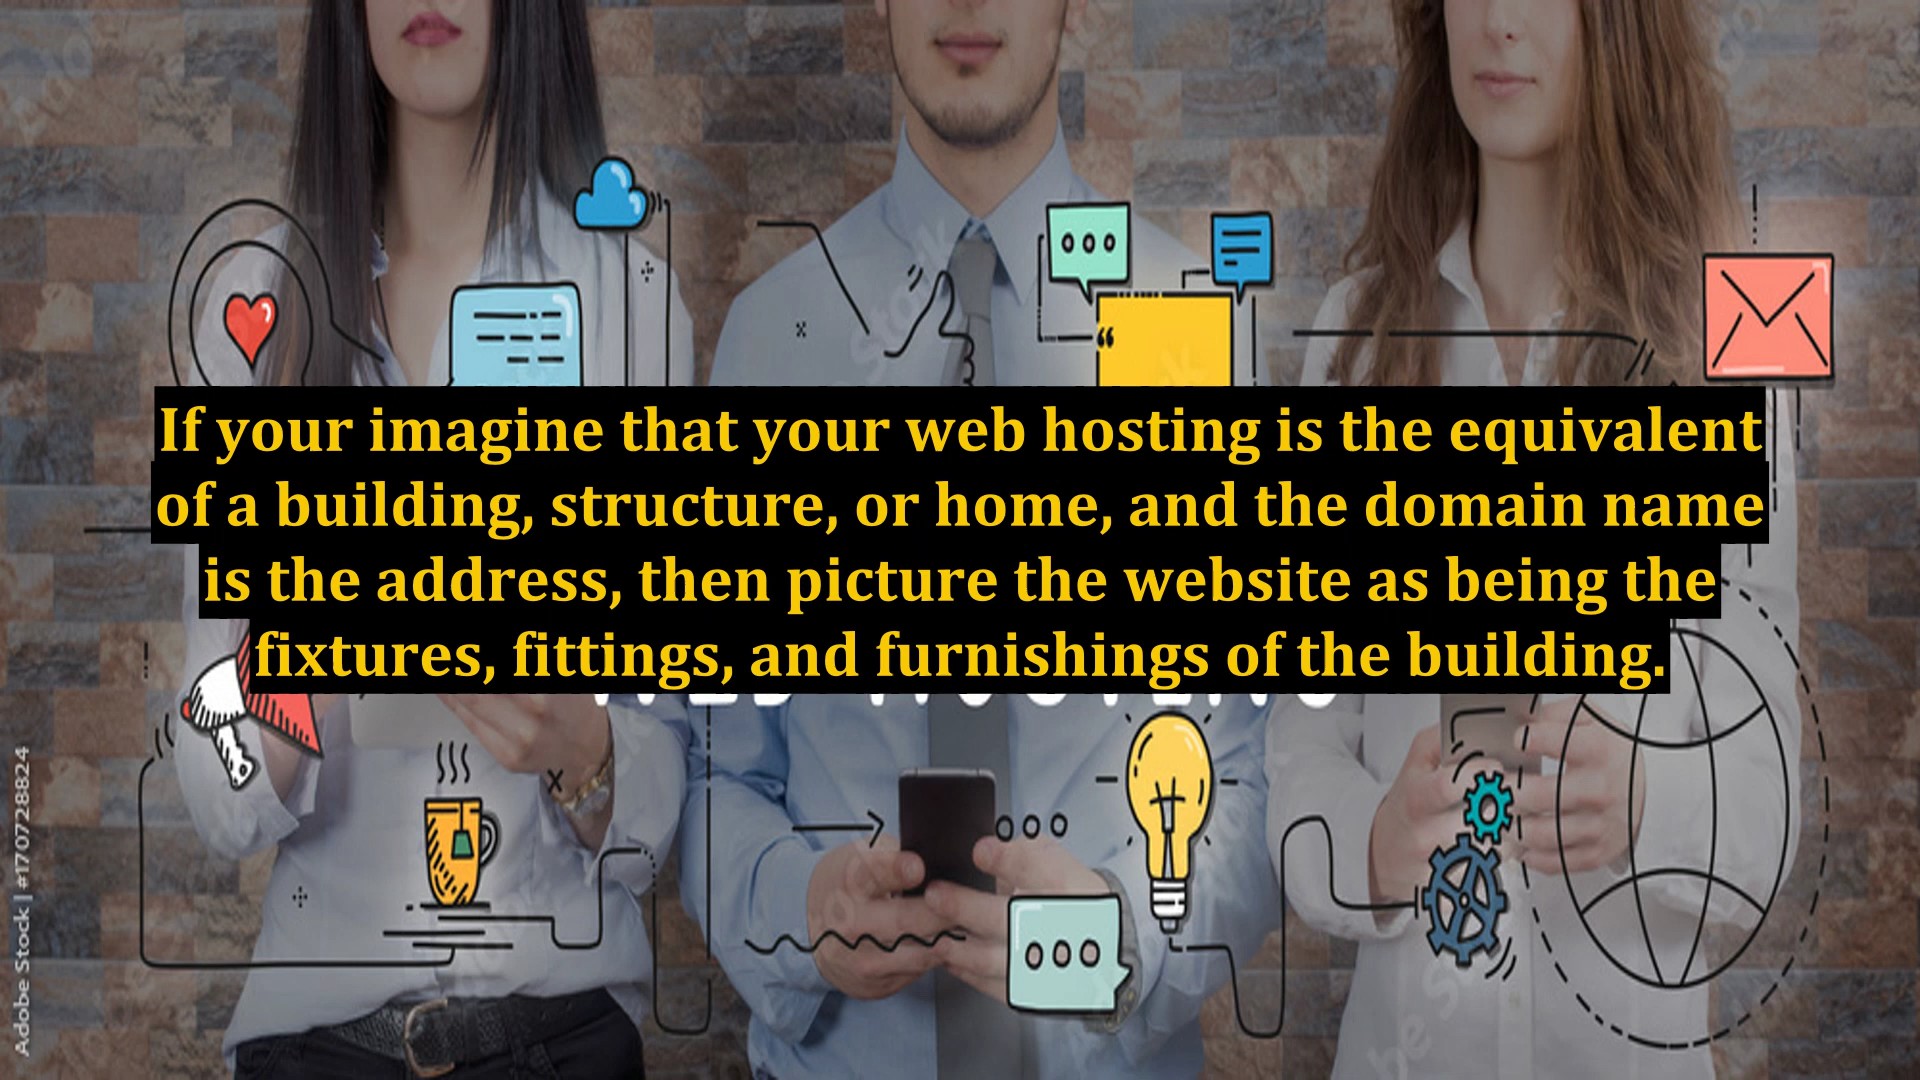 If your imagine that your web hosting is the equivalent
of a building, structure, or home, and the domain name
is the address, then picture the website as being the
fixtures, fittings, and furnishings of the building.
Adobe Stock | #170728824